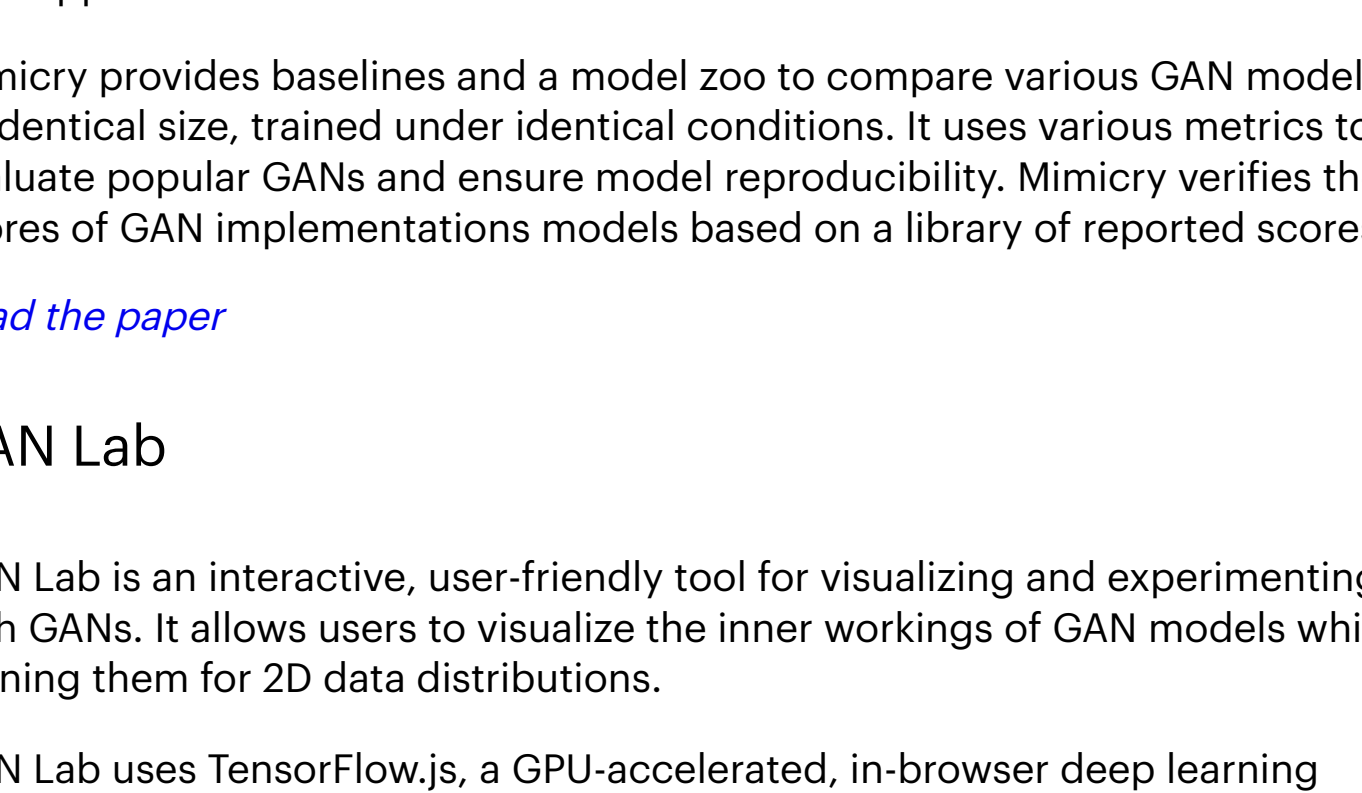 micry provides baselines and a model zoo to compare various GAN model
dentical size, trained under identical conditions. It uses various metrics to
luate popular GANs and ensure model reproducibility. Mimicry verifies th
ores of GAN implementations models based on a library of reported scores
ad the paper
AN Lab
N Lab is an interactive, user-friendly tool for visualizing and experimenting
h GANs. It allows users to visualize the inner workings of GAN models whi
ning them for 2D data distributions.
N Lab uses TensorFlow.js, a GPU-accelerated, in-browser deep learning